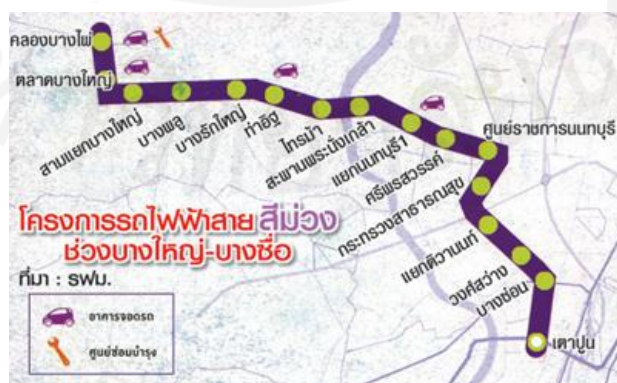 คลองบางไผ่
ตลาดบางใหญ่
สามแยกบางใหญ่
บางพลู
บางรักใหญ่
ท่าอิฐ
ไทรม้า
สะพานพระนั่งเกล้า
แยกนนทบุรี1
ศรีพรสวรรค์
ศูนย์ราชการนนทบุรี
กระทรวงสาธารณสุข
แยกติวานนท์
วงศ์สว่าง
บางซ่อน
เตาปูน
โครงการรถไฟฟ้าสาย สีม่วง
ช่วงบางใหญ่-บางซื่อ
ที่มา : รฟม.
อาคารจอดรถ
ศูนย์ซ่อมบำรุง